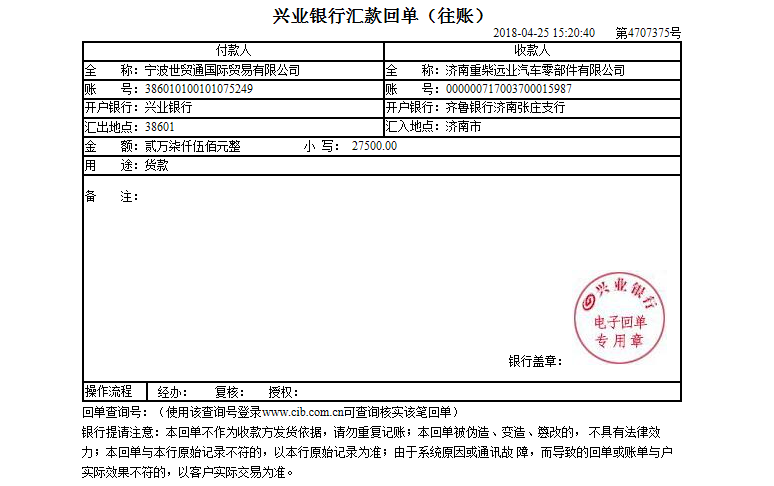 兴业银行汇款回单（往账）
2018-04-25 15:20:40 第4707375号
付款人 收款人
全 称：宁波世贸通国际贸易有限公司 全 称：济南重柴远业汽车零部件有限公司
账 号：386010100101075249 账 号：000000717003700015987
开户银行：兴业银行 开户银行：齐鲁银行济南张庄支行
汇出地点：38601 汇入地点：济南市
金 额：贰万柒仟伍佰元整 小 写： 27500.00
用 途：货款
备 注：
兴业银行
电子回单
专用章
银行盖章：
操作流程 经办： 复核： 授权：
回单查询号：（使用该查询号登录www.cib.com.cn可查询核实该笔回单）
银行提请注意：本回单不作为收款方发货依据，请勿重复记账；本回单被伪造、变造、篡改的， 不具有法律效
力；本回单与本行原始记录不符的，以本行原始记录为准；由于系统原因或通讯故 障，而导致的回单或账单与户
实际效果不符的，以客户实际交易为准。